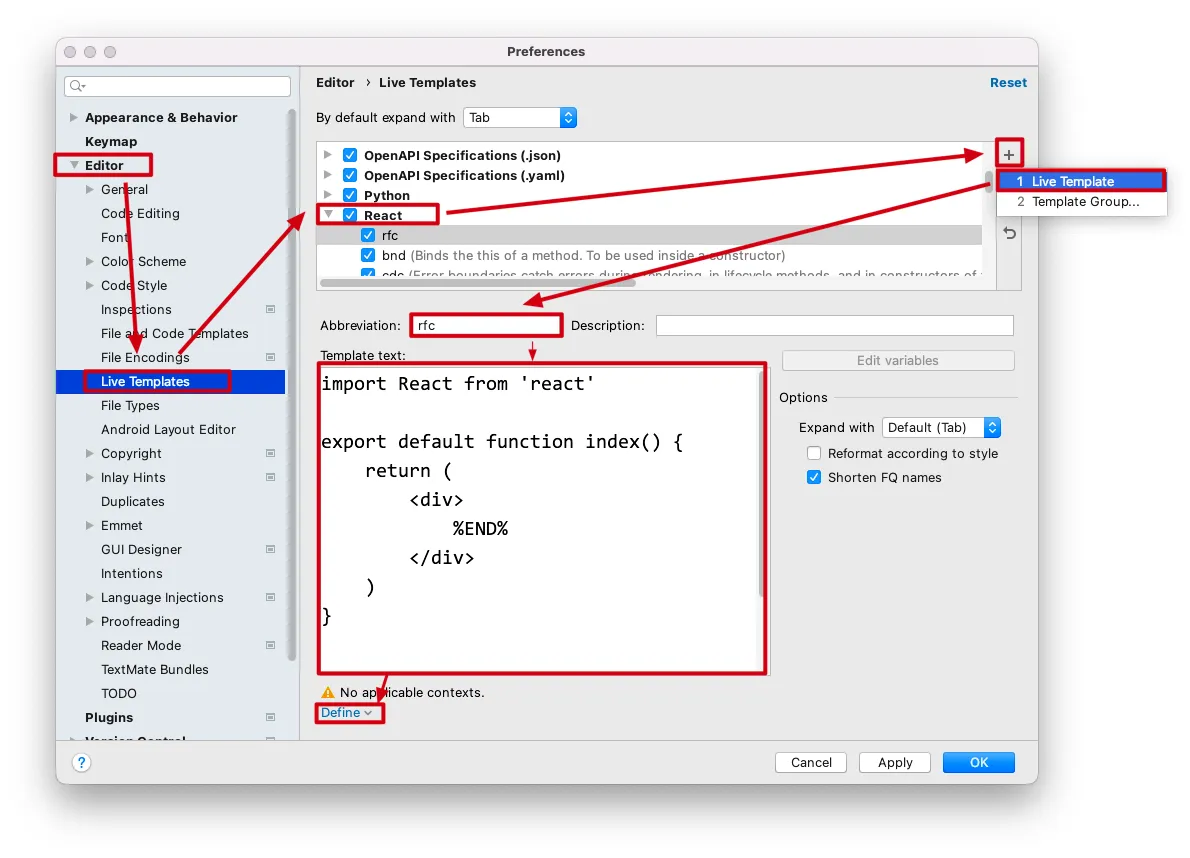 Preferences
Appearance & Behavior
Keymap
Editor
General
Code Editing
Font
Color Scheme
Code Style
Inspections
File and Code Templates
File Encodings
Live Templates
File Types
Android Layout Editor
Copyright
Inlay Hints
Duplicates
Emmet
GUI Designer
Intentions
Language Injections
Proofreading
Reader Mode
TextMate Bundles
TODO
Plugins
Version Control
Editor › Live Templates
Reset
By default expand with Tab
OpenAPI Specifications (.json)
OpenAPI Specifications (.yaml)
Python
React
rfc
bnd (Binds the this of a method. To be used inside a constructor)
cdc (Error boundaries catch errors during rendering, in lifecycle methods, and in constructors of
+
1 Live Template
2 Template Group...
Abbreviation: rfc Description:
Template text:
import React from 'react'
export default function index() {
return (
<div>
%END%
</div>
)
}
Edit variables
Options
Expand with Default (Tab)
Reformat according to style
Shorten FQ names
No applicable contexts.
Define
? Cancel Apply OK